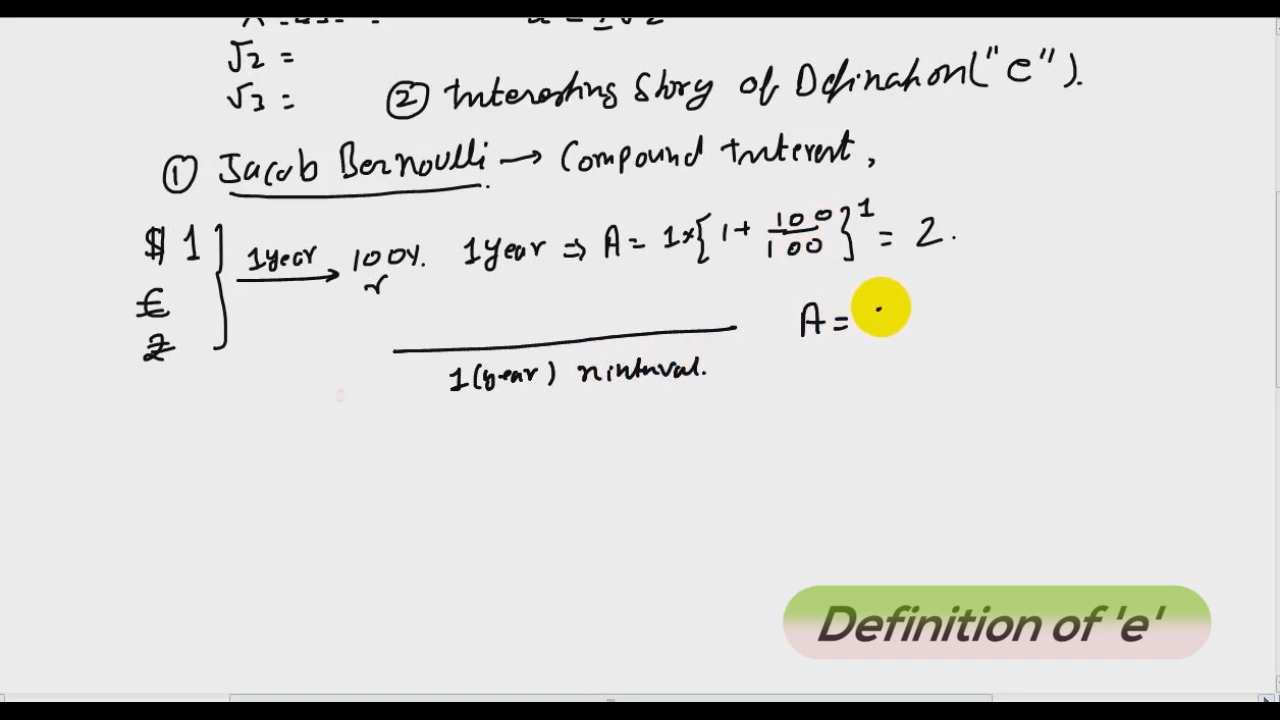 √2 =
√3 =
② Interesting Story of Defination("e").
① Jacob Bernoulli → Compound Interest,
$ 1
€
1year
100%.
r
1year ⇒ A = 1×{1+ 100/100}^1 = 2.
A =
1(year) n interval.
Definition of 'e'